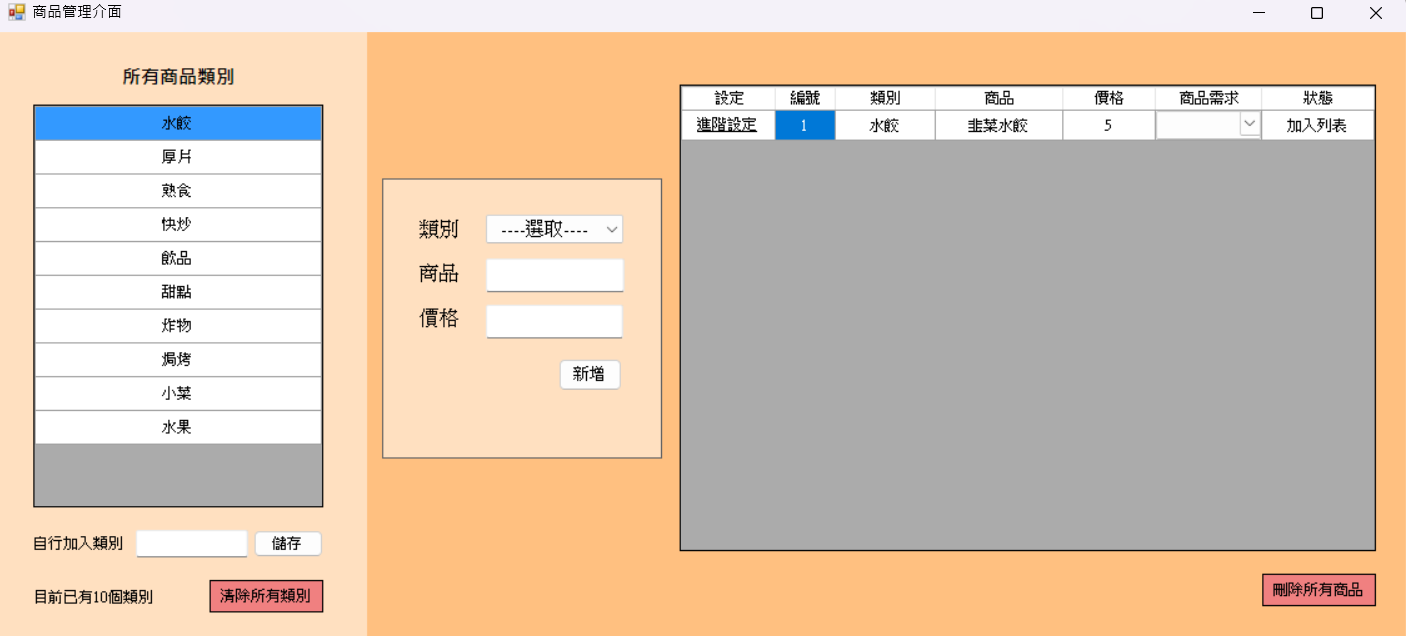 商品管理介面
所有商品類別
水餃
厚片
熟食
快炒
飲品
甜點
炸物
焗烤
小菜
水果
自行加入類別
儲存
目前已有10個類別
清除所有類別
類別
----選取----
商品
價格
新增
設定 編號 類別 商品 價格 商品需求 狀態
進階設定 1 水餃 韭菜水餃 5 加入列表
刪除所有商品